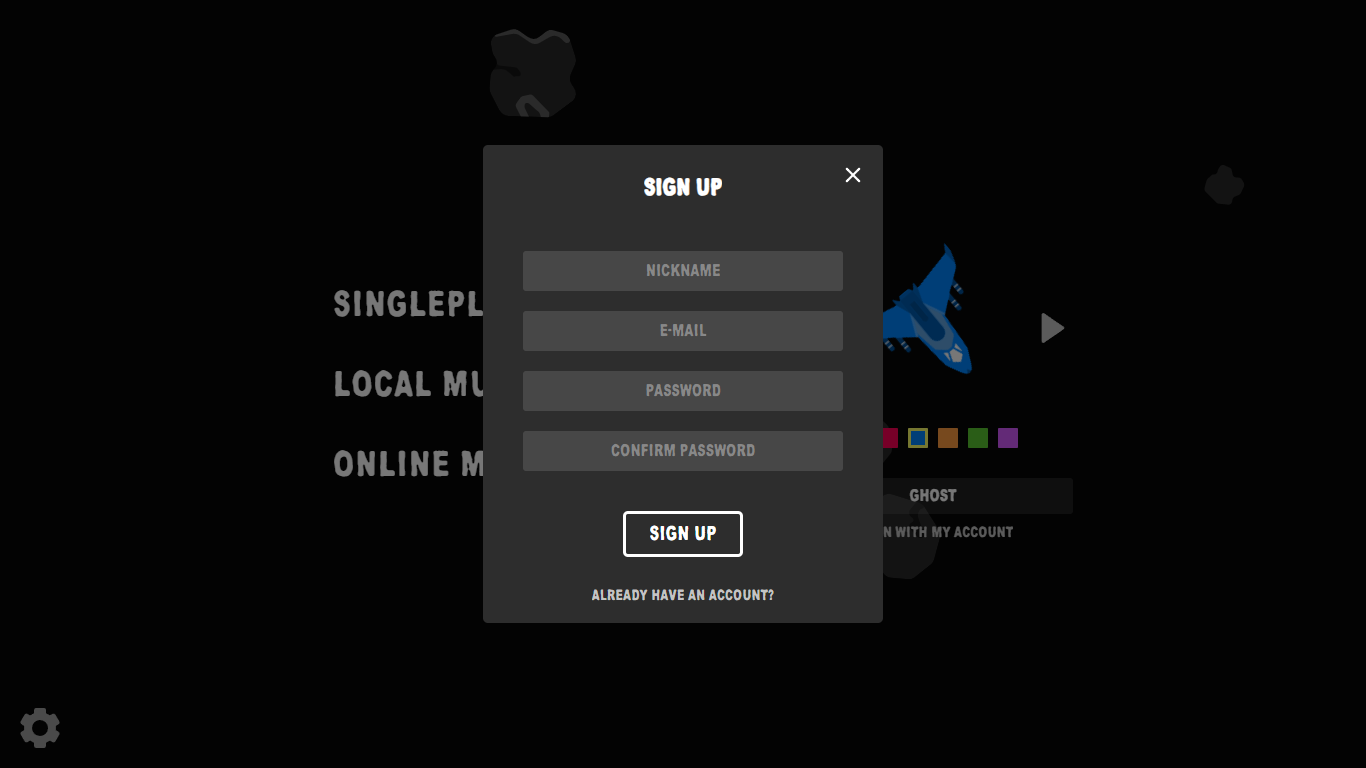 SIGN UP
NICKNAME
E-MAIL
PASSWORD
CONFIRM PASSWORD
SIGN UP
ALREADY HAVE AN ACCOUNT?
SINGLEPL
LOCAL MU
ONLINE M
GHOST
N WITH MY ACCOUNT